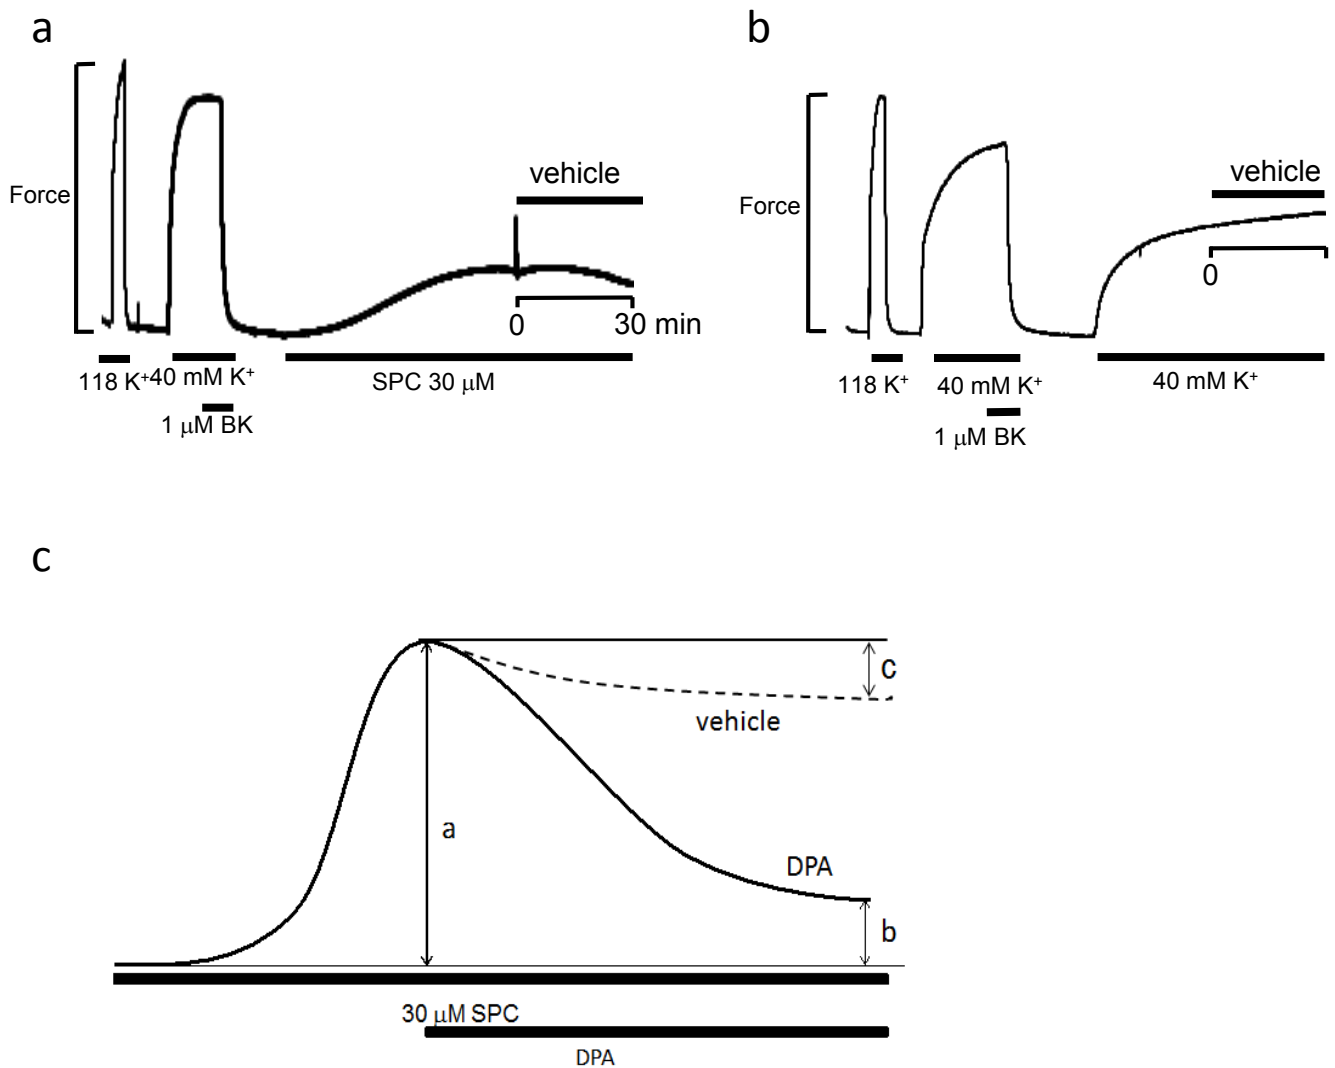 a
Force
vehicle
0
30 min
118 K⁺
40 mM K⁺
SPC 30 μM
1 μM BK
b
Force
vehicle
0
118 K⁺
40 mM K⁺
40 mM K⁺
1 μM BK
c
c
vehicle
a
DPA
b
30 μM SPC
DPA